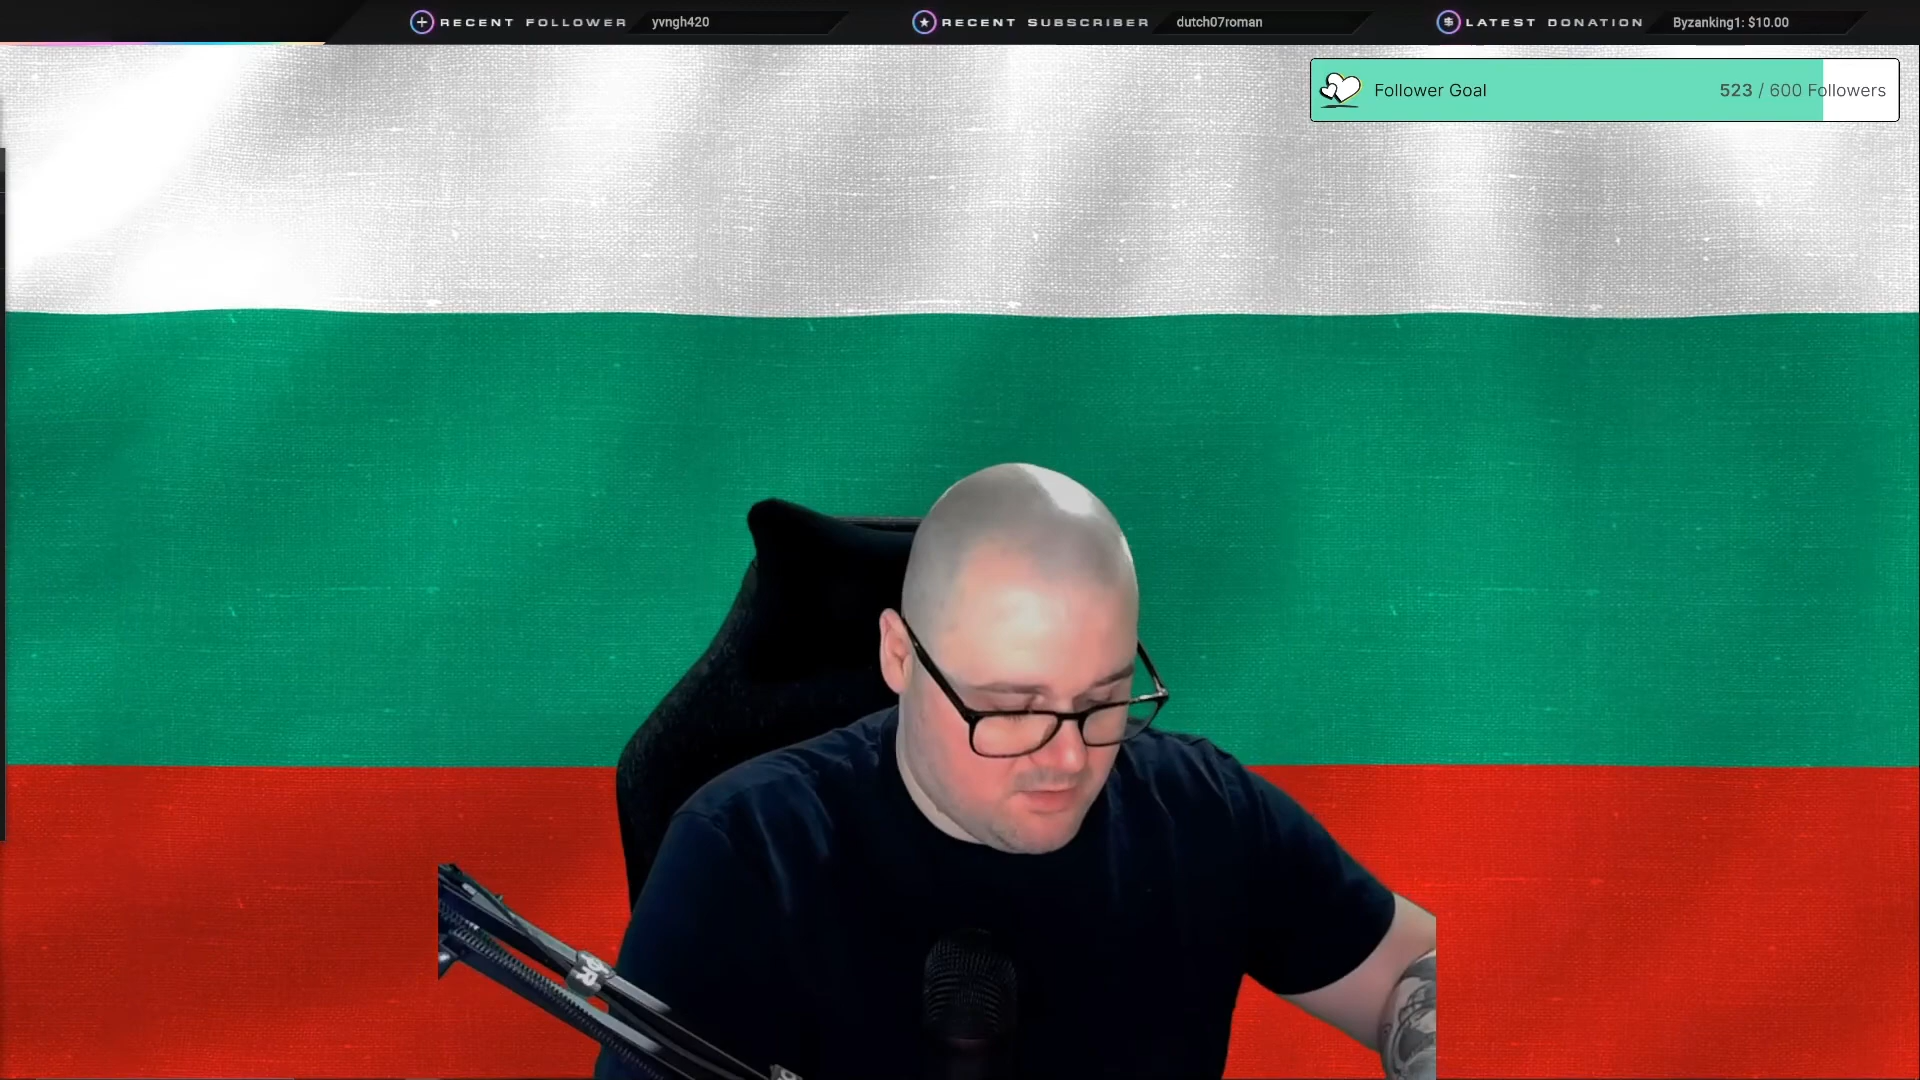 RECENT FOLLOWER yvngh420
RECENT SUBSCRIBER dutch07roman
LATEST DONATION Byzanking1: $10.00
Follower Goal 523 / 600 Followers